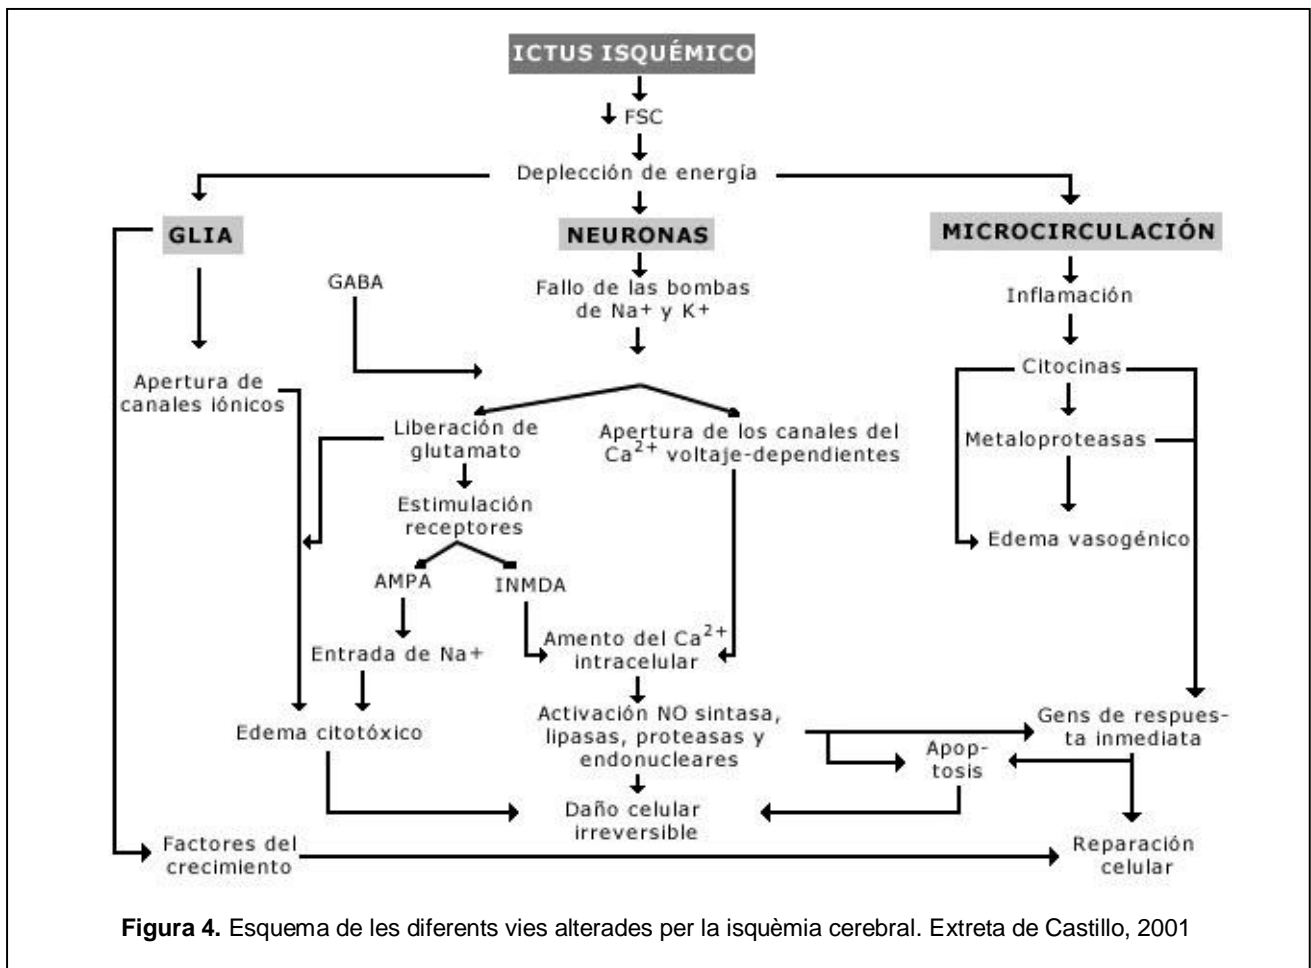 ICTUS ISQUÉMICO
FSC
Deplección de energía
GLIA
NEURONAS
MICROCIRCULACIÓN
GABA
Fallo de las bombas
de Na+ y K+
Inflamación
Apertura de
canales iónicos
Citocinas
Liberación de
glutamato
Apertura de los canales del
Ca2+ voltaje-dependientes
Metaloproteasas
Estimulación
receptores
Edema vasogénico
AMPA
INMDA
Entrada de Na+
Amento del Ca2+
intracelular
Edema citotóxico
Activación NO sintasa,
lipasas, proteasas y
endonucleares
Gens de respues-
ta inmediata
Apop-
tosis
Daño celular
irreversible
Factores del
crecimiento
Reparación
celular
Figura 4. Esquema de les diferents vies alterades per la isquèmia cerebral. Extreta de Castillo, 2001